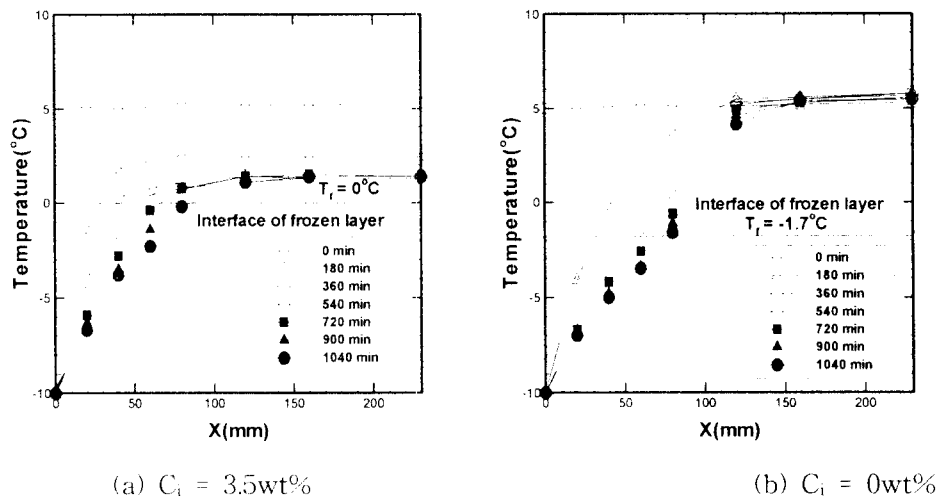 10
5
0
-5
-10
Temperature(°C)
T_f = 0°C
Interface of frozen layer
0 min
180 min
360 min
540 min
720 min
900 min
1040 min
0 50 100 150 200
X(mm)
(a) C_i = 3.5wt%
10
5
0
-5
-10
Temperature(°C)
Interface of frozen layer
T_f = -1.7°C
0 min
180 min
360 min
540 min
720 min
900 min
1040 min
0 50 100 150 200
X(mm)
(b) C_i = 0wt%